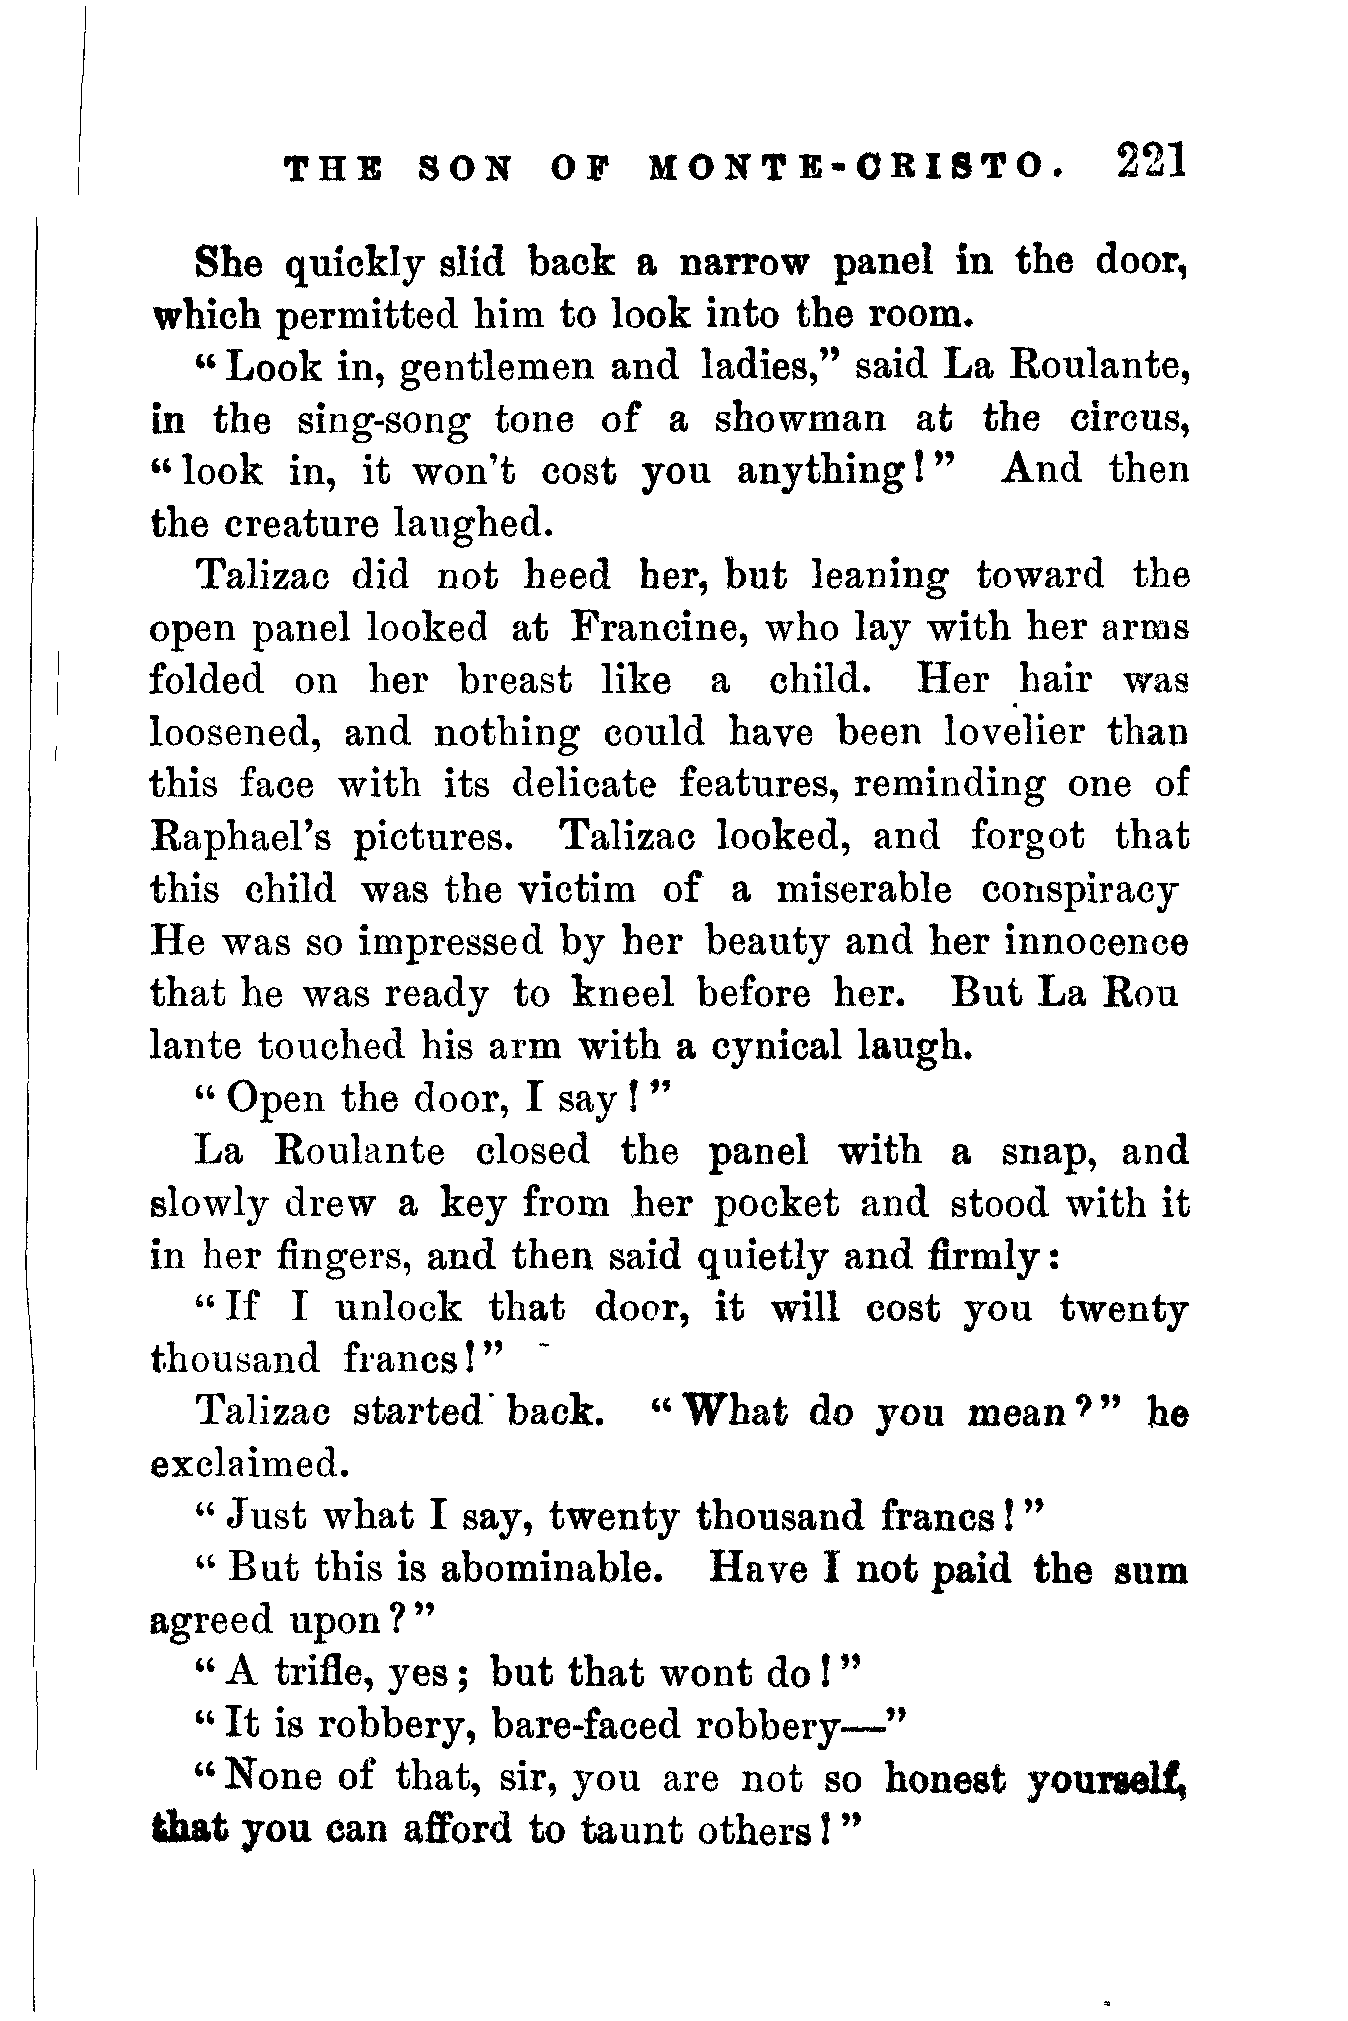 THE SON OF MONTE-CRISTO. 221
She quickly slid back a narrow panel in the door,
which permitted him to look into the room.
“Look in, gentlemen and ladies,” said La Roulante,
in the sing-song tone of a showman at the circus,
“look in, it won’t cost you anything!” And then
the creature laughed.
Talizac did not heed her, but leaning toward the
open panel looked at Francine, who lay with her arms
folded on her breast like a child. Her hair was
loosened, and nothing could have been lovelier than
this face with its delicate features, reminding one of
Raphael’s pictures. Talizac looked, and forgot that
this child was the victim of a miserable conspiracy
He was so impressed by her beauty and her innocence
that he was ready to kneel before her. But La Rou
lante touched his arm with a cynical laugh.
“Open the door, I say!”
La Roulante closed the panel with a snap, and
slowly drew a key from her pocket and stood with it
in her fingers, and then said quietly and firmly:
“If I unlock that door, it will cost you twenty
thousand francs!”
Talizac started back. “What do you mean?” he
exclaimed.
“Just what I say, twenty thousand francs!”
“But this is abominable. Have I not paid the sum
agreed upon?”
“A trifle, yes; but that wont do!”
“It is robbery, bare-faced robbery—”
“None of that, sir, you are not so honest yourself,
that you can afford to taunt others!”